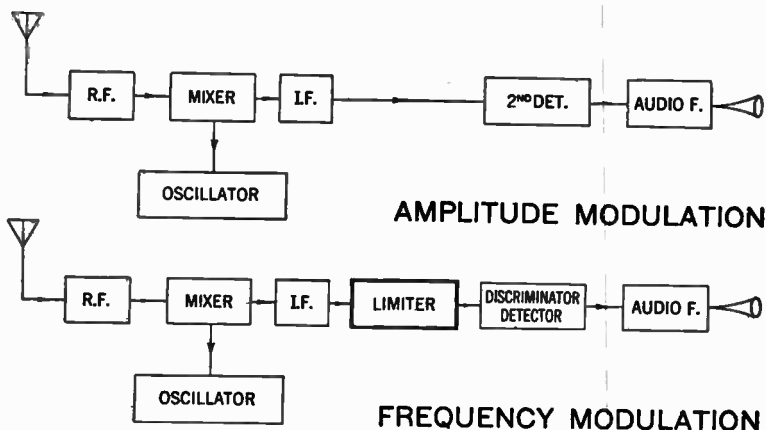 R.F.
MIXER
I.F.
2ND DET.
AUDIO F.
OSCILLATOR
AMPLITUDE MODULATION
R.F.
MIXER
I.F.
LIMITER
DISCRIMINATOR
DETECTOR
AUDIO F.
OSCILLATOR
FREQUENCY MODULATION